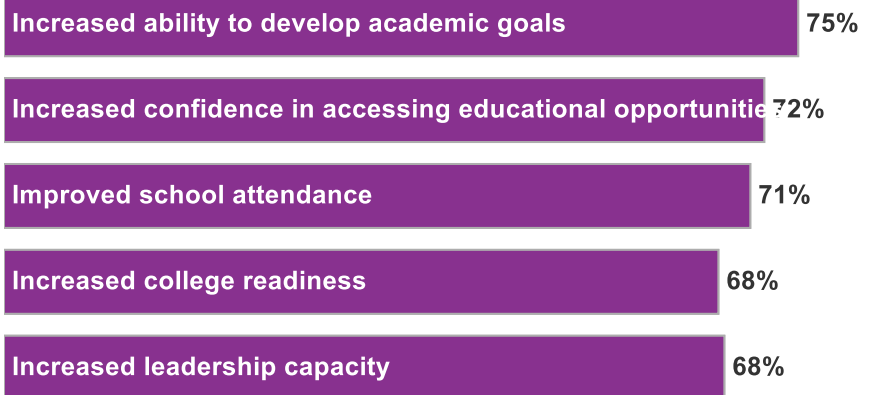 Increased ability to develop academic goals 75%
Increased confidence in accessing educational opportunities 72%
Improved school attendance 71%
Increased college readiness 68%
Increased leadership capacity 68%